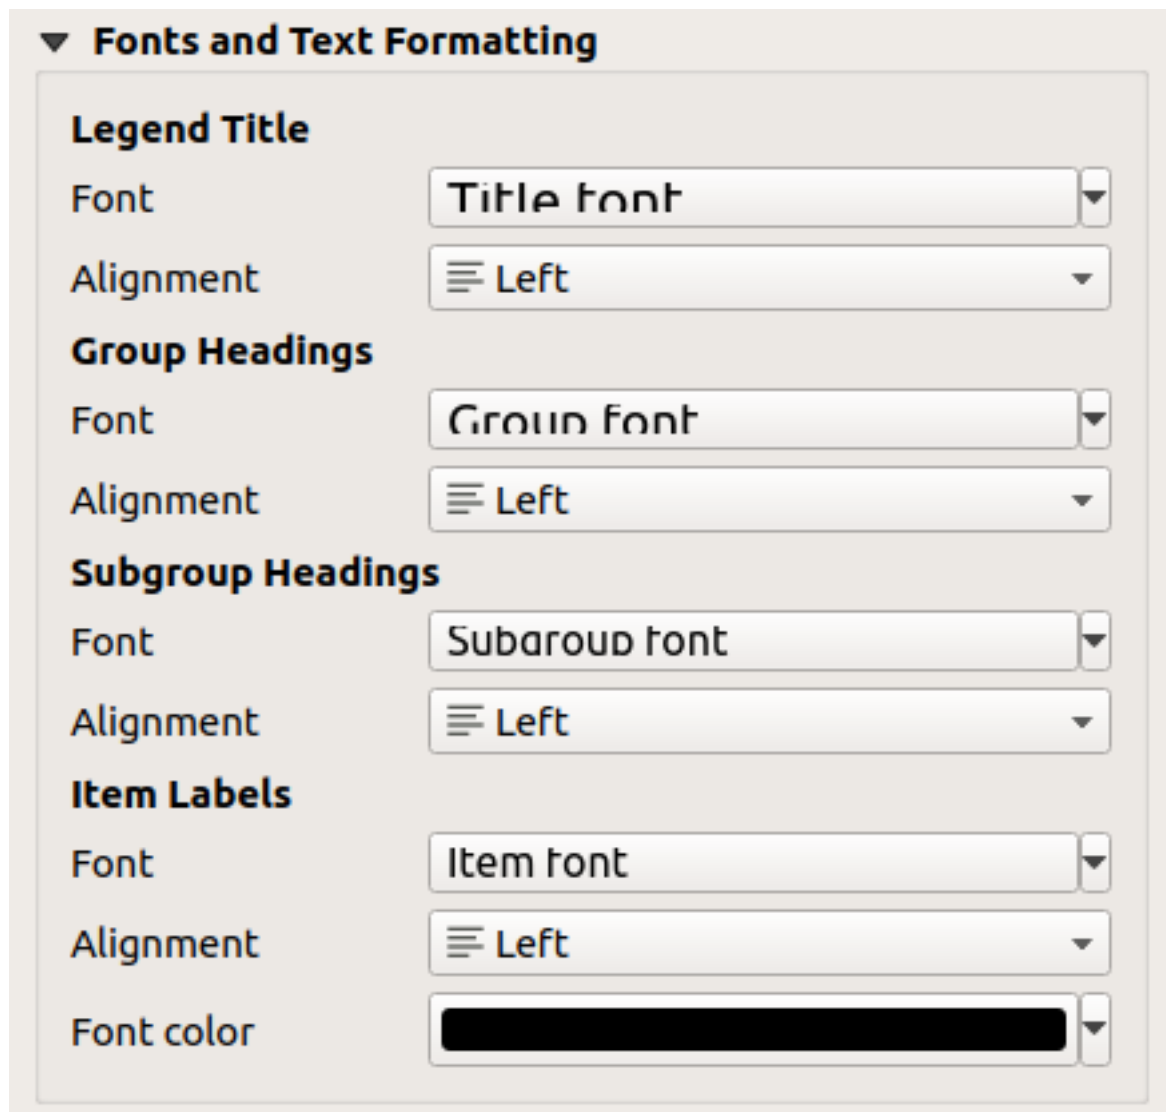 Fonts and Text Formatting
Legend Title
Font Title font
Alignment Left
Group Headings
Font Group font
Alignment Left
Subgroup Headings
Font Subgroup font
Alignment Left
Item Labels
Font Item font
Alignment Left
Font color